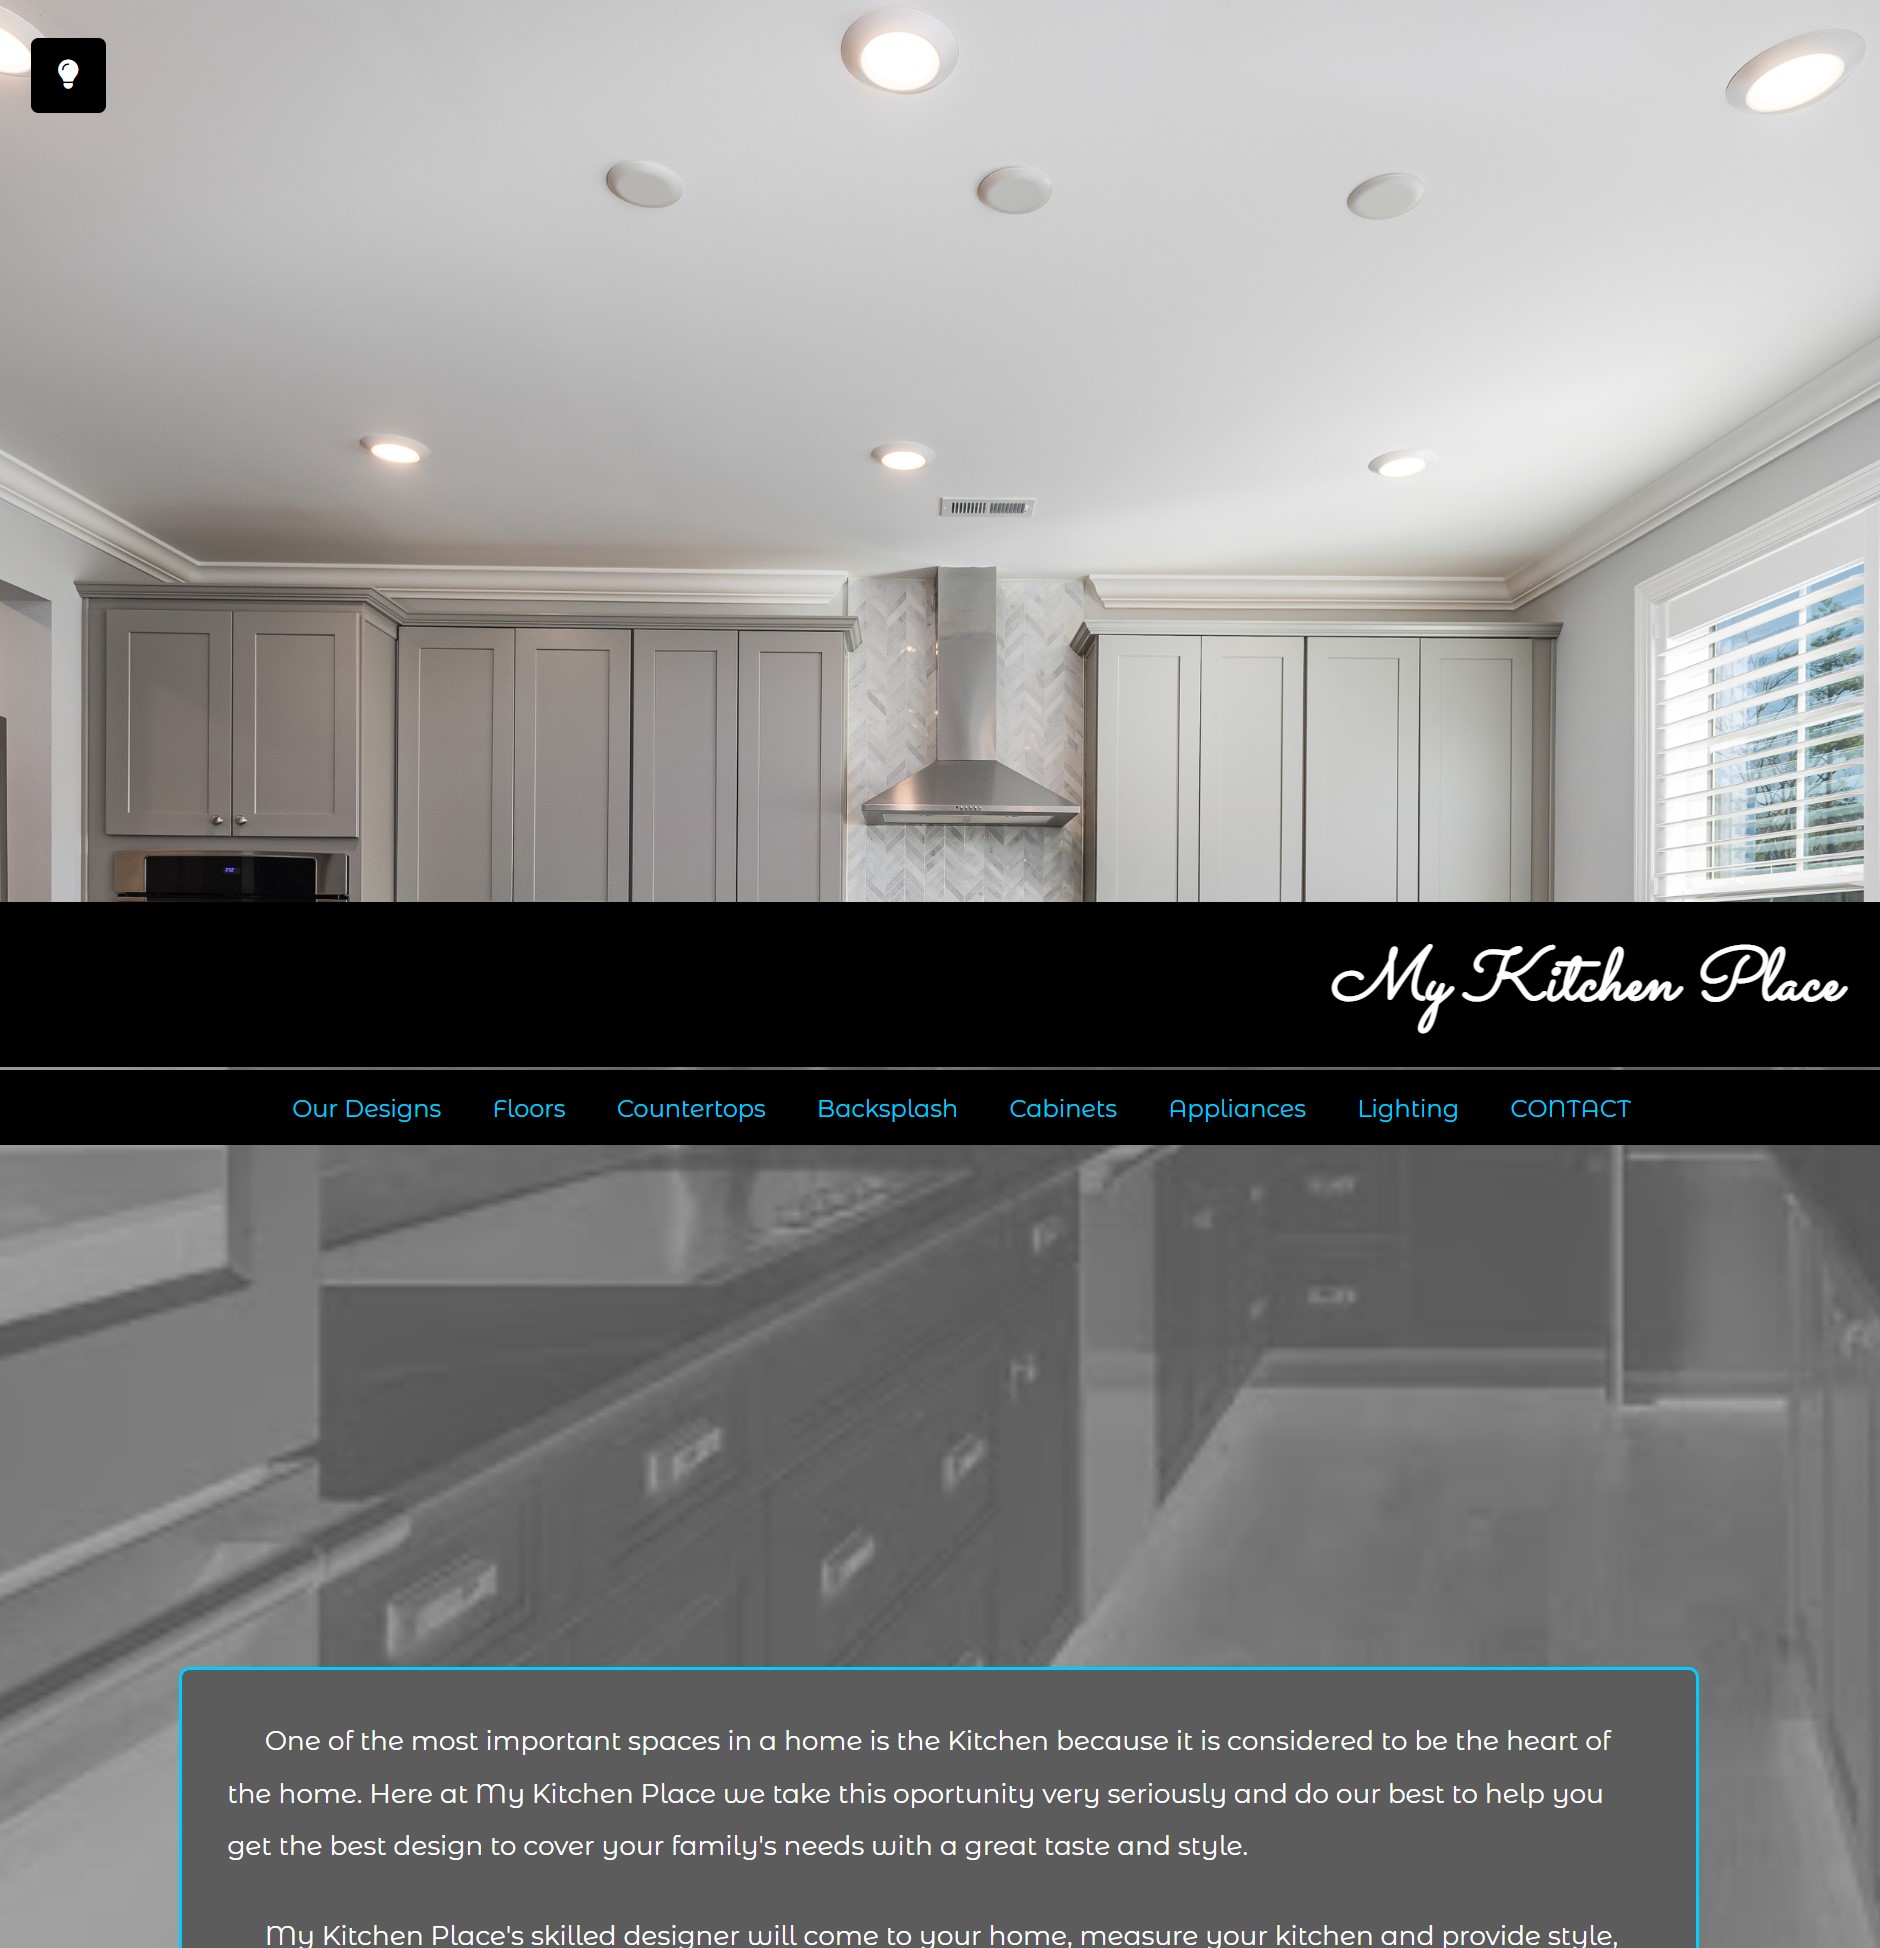 My Kitchen Place
Our Designs Floors Countertops Backsplash Cabinets Appliances Lighting CONTACT
One of the most important spaces in a home is the Kitchen because it is considered to be the heart of
the home. Here at My Kitchen Place we take this oportunity very seriously and do our best to help you
get the best design to cover your family's needs with a great taste and style.
My Kitchen Place's skilled designer will come to your home, measure your kitchen and provide style,